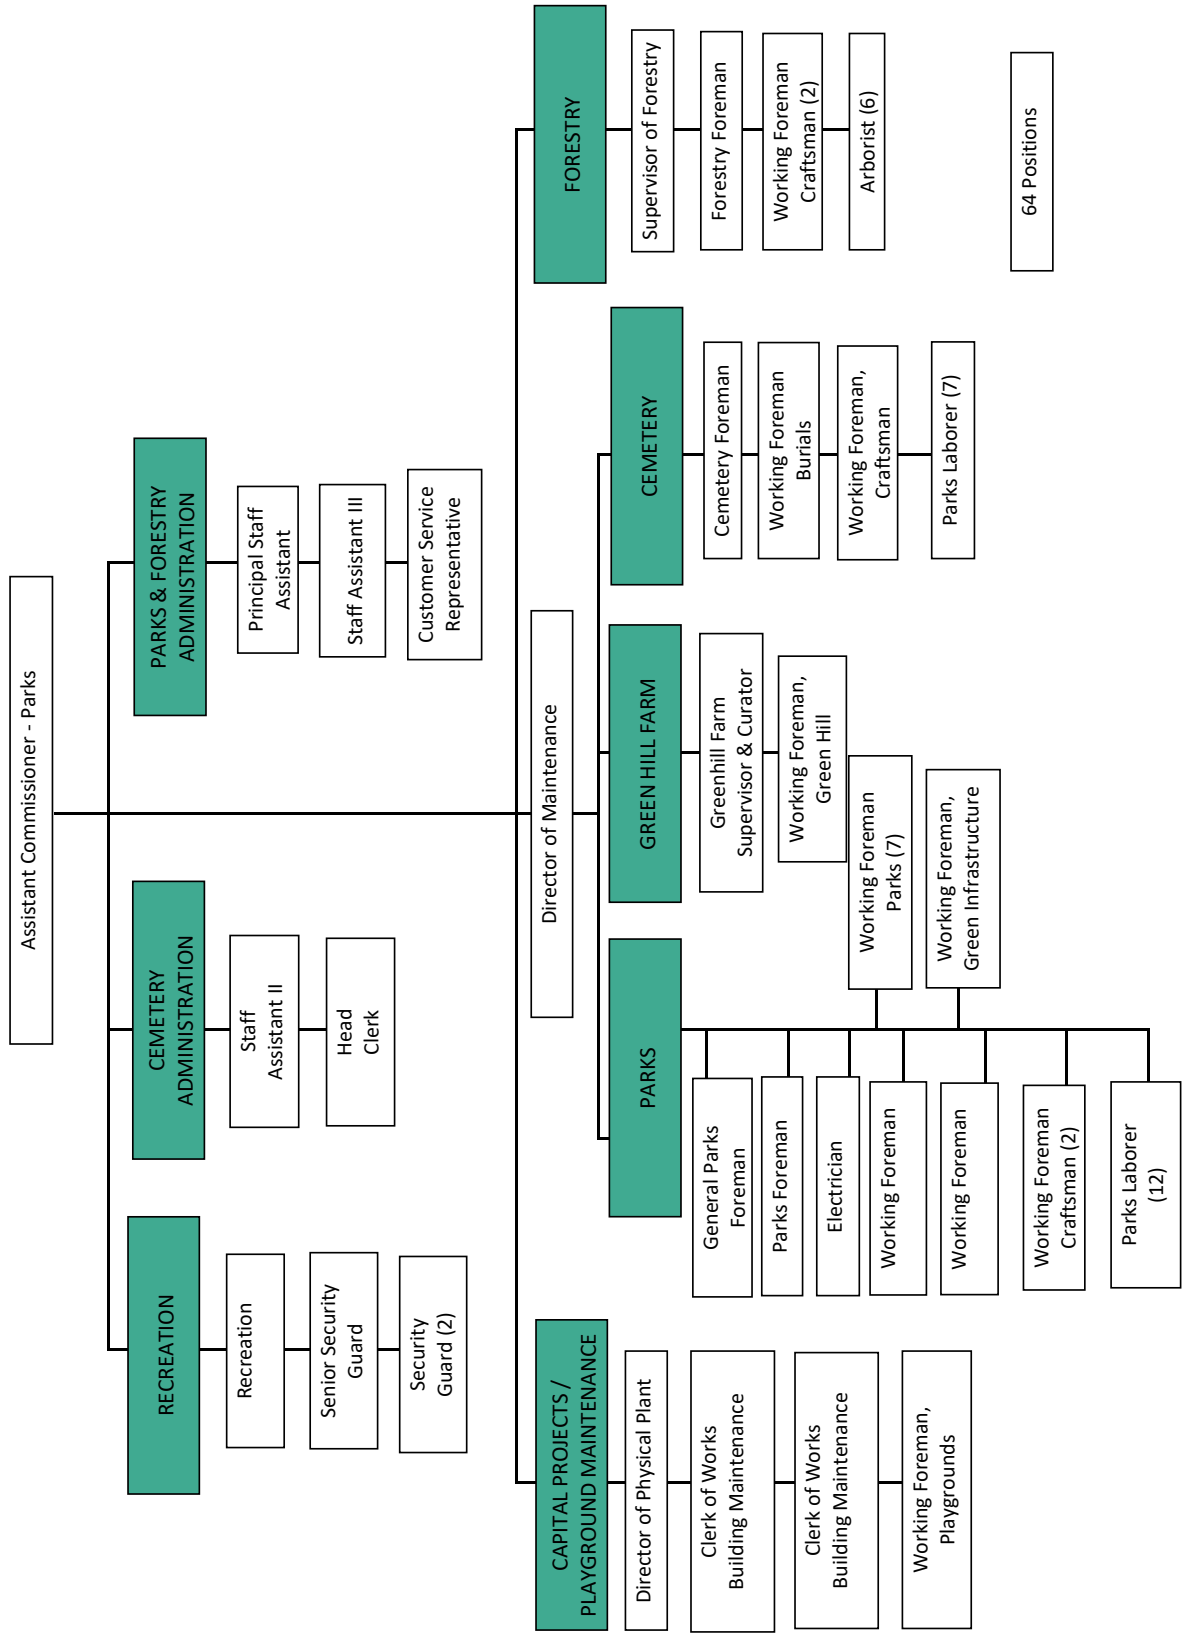 Assistant Commissioner - Parks
RECREATION
Recreation
Senior Security
Guard
Security
Guard (2)
CEMETERY
ADMINISTRATION
Staff
Assistant II
Head
Clerk
PARKS & FORESTRY
ADMINISTRATION
Principal Staff
Assistant
Staff Assistant III
Customer Service
Representative
CAPITAL PROJECTS /
PLAYGROUND MAINTENANCE
Director of Physical Plant
Clerk of Works
Building Maintenance
Clerk of Works
Building Maintenance
Working Foreman,
Playgrounds
Director of Maintenance
PARKS
General Parks
Foreman
Parks Foreman
Electrician
Working Foreman
Working Foreman
Working Foreman
Craftsman (2)
Parks Laborer
(12)
Working Foreman
Parks (7)
Working Foreman,
Green Infrastructure
GREEN HILL FARM
Greenhill Farm
Supervisor & Curator
Working Foreman,
Green Hill
CEMETERY
Cemetery Foreman
Working Foreman
Burials
Working Foreman,
Craftsman
Parks Laborer (7)
FORESTRY
Supervisor of Forestry
Forestry Foreman
Working Foreman
Craftsman (2)
Arborist (6)
64 Positions